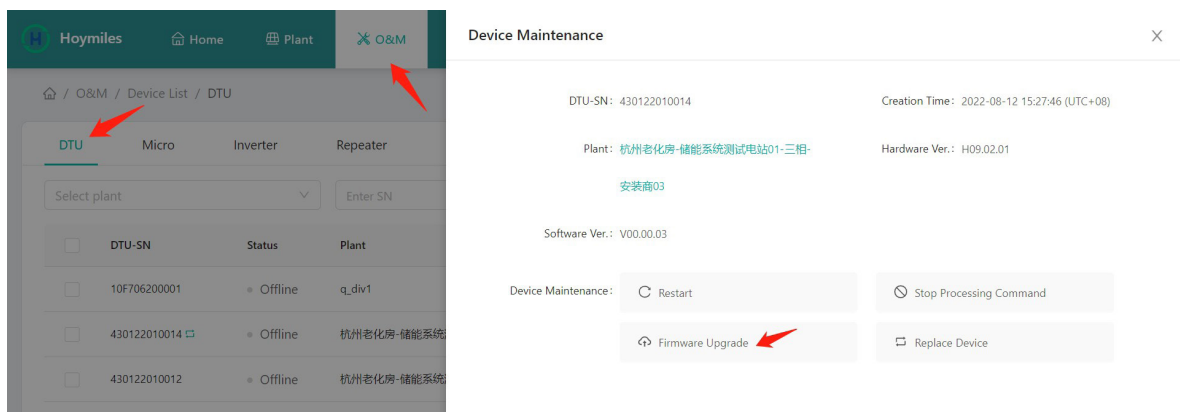 Hoymiles
Home
Plant
O&M
/ O&M / Device List / DTU
DTU
Micro
Inverter
Repeater
Select plant
Enter SN
DTU-SN
Status
Plant
10F706200001
Offline
q_div1
430122010014
Offline
杭州老化房-储能系统
430122010012
Offline
杭州老化房-储能系统
Device Maintenance
DTU-SN: 430122010014
Creation Time: 2022-08-12 15:27:46 (UTC+08)
Plant: 杭州老化房-储能系统测试电站01-三相-
安装商03
Hardware Ver.: H09.02.01
Software Ver.: V00.00.03
Device Maintenance:
Restart
Stop Processing Command
Firmware Upgrade
Replace Device